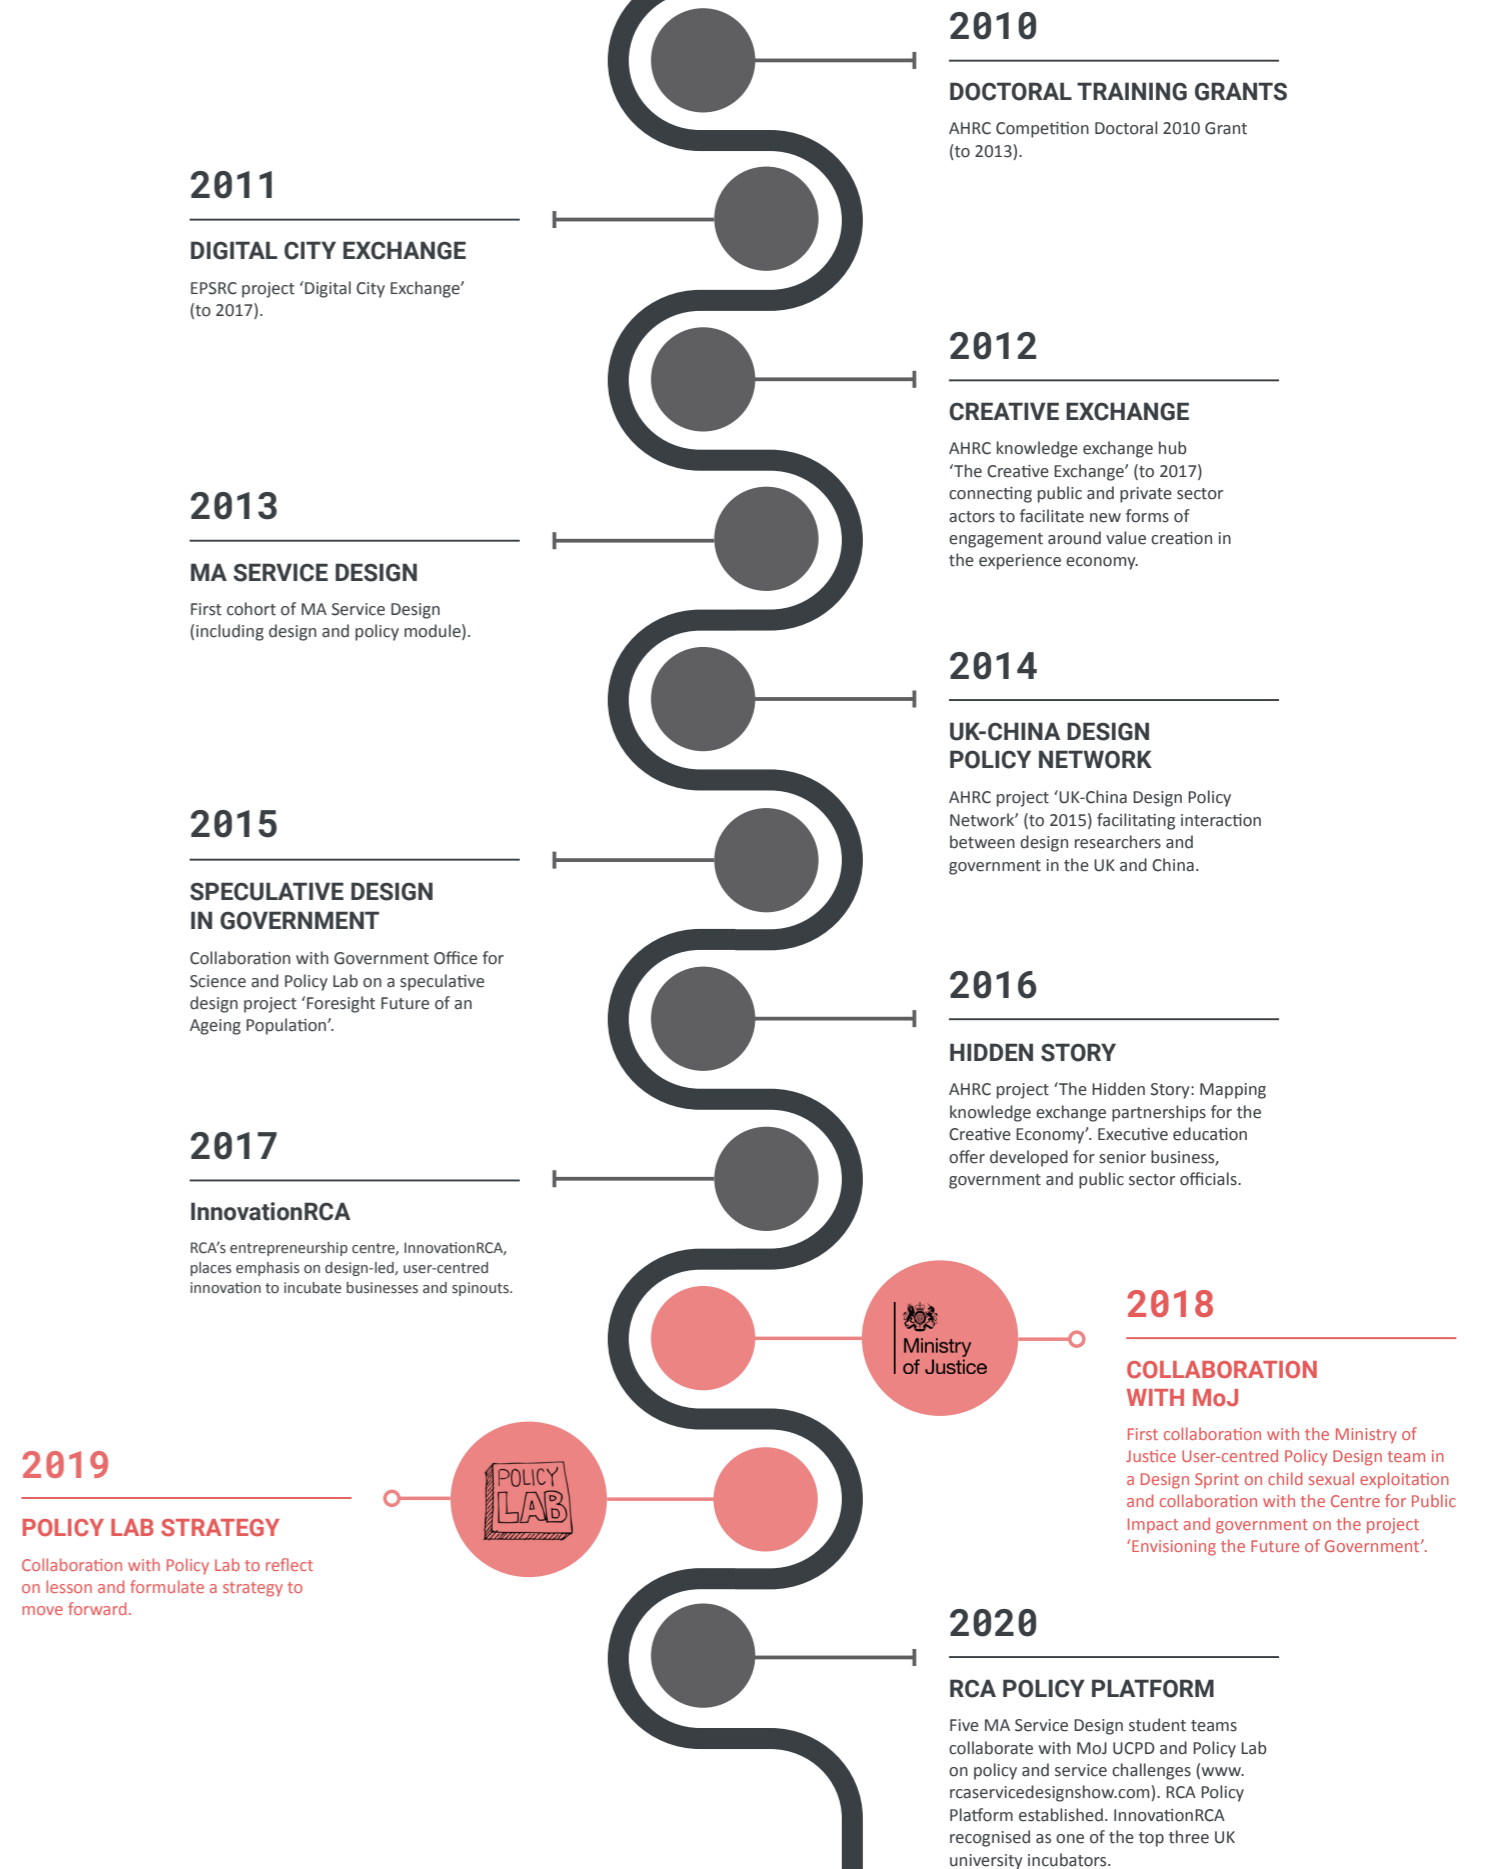 2010
DOCTORAL TRAINING GRANTS
AHRC Competition Doctoral 2010 Grant
(to 2013).
2011
DIGITAL CITY EXCHANGE
EPSRC project ‘Digital City Exchange’
(to 2017).
2012
CREATIVE EXCHANGE
AHRC knowledge exchange hub
‘The Creative Exchange’ (to 2017)
connecting public and private sector
actors to facilitate new forms of
engagement around value creation in
the experience economy.
2013
MA SERVICE DESIGN
First cohort of MA Service Design
(including design and policy module).
2014
UK-CHINA DESIGN
POLICY NETWORK
AHRC project ‘UK-China Design Policy
Network’ (to 2015) facilitating interaction
between design researchers and
government in the UK and China.
2015
SPECULATIVE DESIGN
IN GOVERNMENT
Collaboration with Government Office for
Science and Policy Lab on a speculative
design project ‘Foresight Future of an
Ageing Population’.
2016
HIDDEN STORY
AHRC project ‘The Hidden Story: Mapping
knowledge exchange partnerships for the
Creative Economy’. Executive education
offer developed for senior business,
government and public sector officials.
2017
InnovationRCA
RCA’s entrepreneurship centre, InnovationRCA,
places emphasis on design-led, user-centred
innovation to incubate businesses and spinouts.
Ministry
of Justice
2018
COLLABORATION
WITH MoJ
First collaboration with the Ministry of
Justice User-centred Policy Design team in
a Design Sprint on child sexual exploitation
and collaboration with the Centre for Public
Impact and government on the project
‘Envisioning the Future of Government’.
2019
POLICY LAB STRATEGY
Collaboration with Policy Lab to reflect
on lesson and formulate a strategy to
move forward.
POLICY
LAB
2020
RCA POLICY PLATFORM
Five MA Service Design student teams
collaborate with MoJ UCPD and Policy Lab
on policy and service challenges (www.
rcaservicedesignshow.com). RCA Policy
Platform established. InnovationRCA
recognised as one of the top three UK
university incubators.